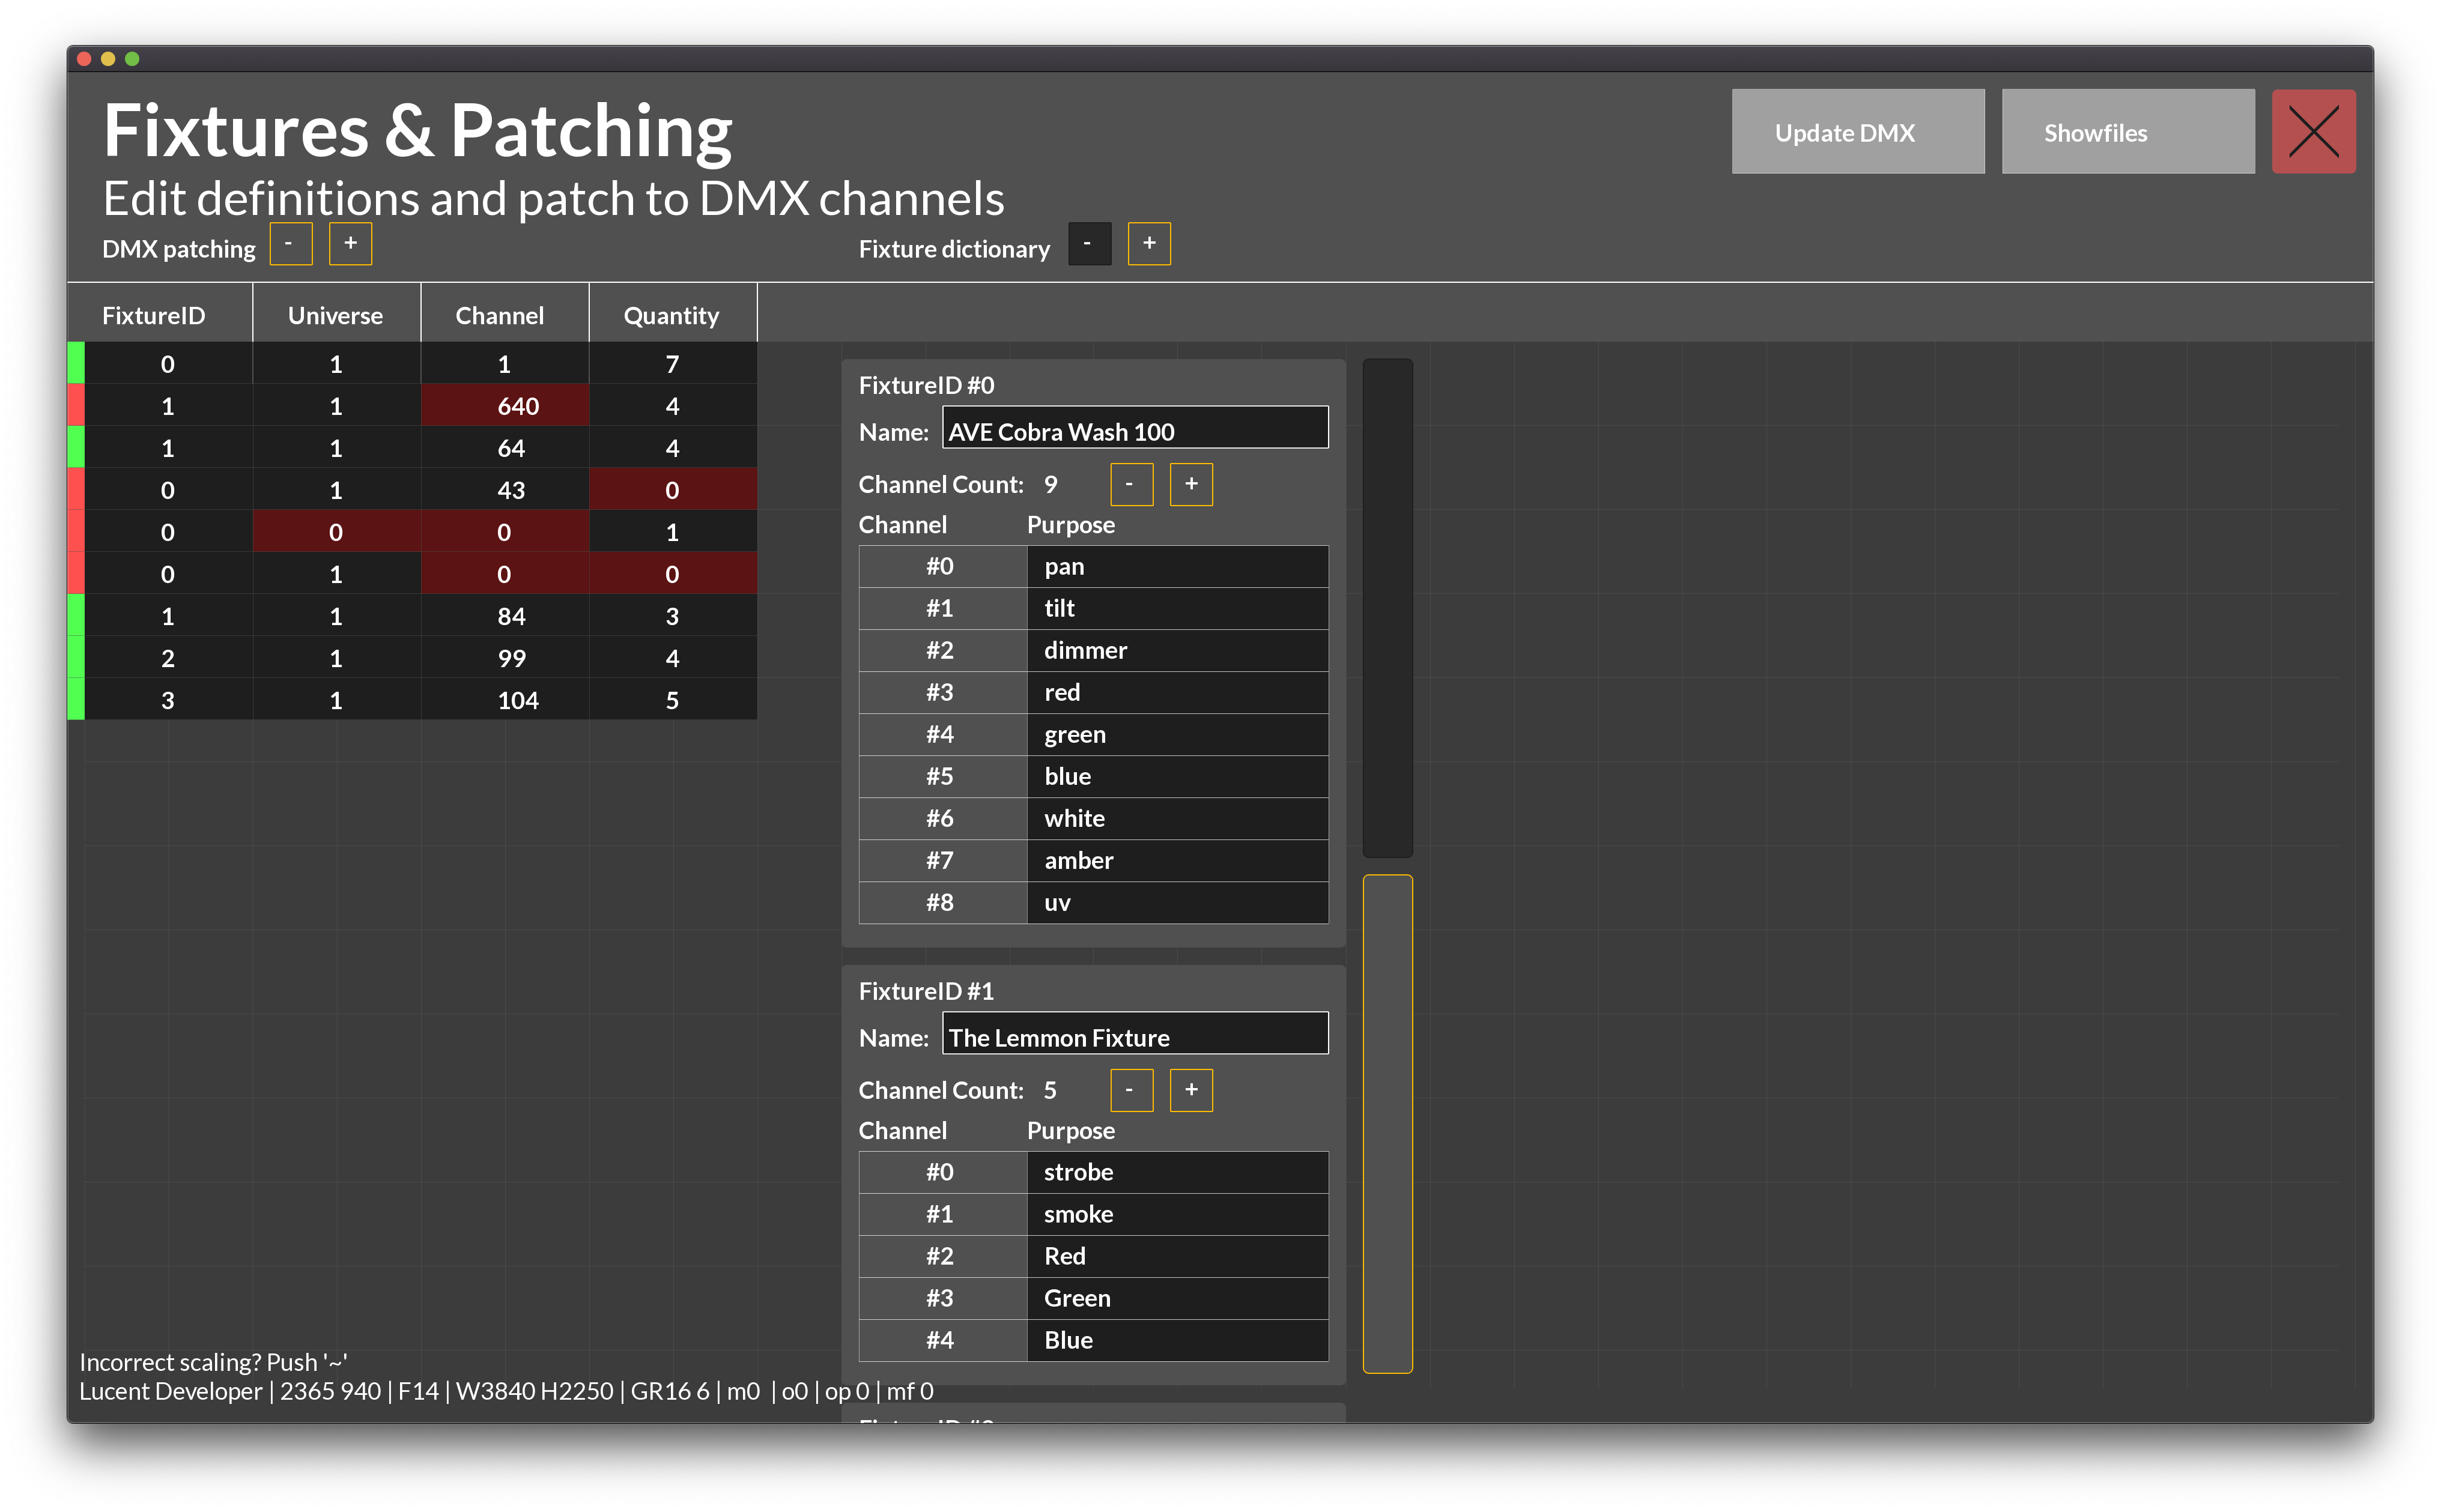 Fixtures & Patching
Update DMX
Showfiles
Edit definitions and patch to DMX channels
DMX patching - +
Fixture dictionary - +
FixtureID Universe Channel Quantity
0 1 1 7
1 1 640 4
1 1 64 4
0 1 43 0
0 0 0 1
0 1 0 0
1 1 84 3
2 1 99 4
3 1 104 5
FixtureID #0
Name: AVE Cobra Wash 100
Channel Count: 9 - +
Channel Purpose
#0 pan
#1 tilt
#2 dimmer
#3 red
#4 green
#5 blue
#6 white
#7 amber
#8 uv
FixtureID #1
Name: The Lemmon Fixture
Channel Count: 5 - +
Channel Purpose
#0 strobe
#1 smoke
#2 Red
#3 Green
#4 Blue
Incorrect scaling? Push '~'
Lucent Developer | 2365 940 | F14 | W3840 H2250 | GR16 6 | m0 | o0 | op 0 | mf 0